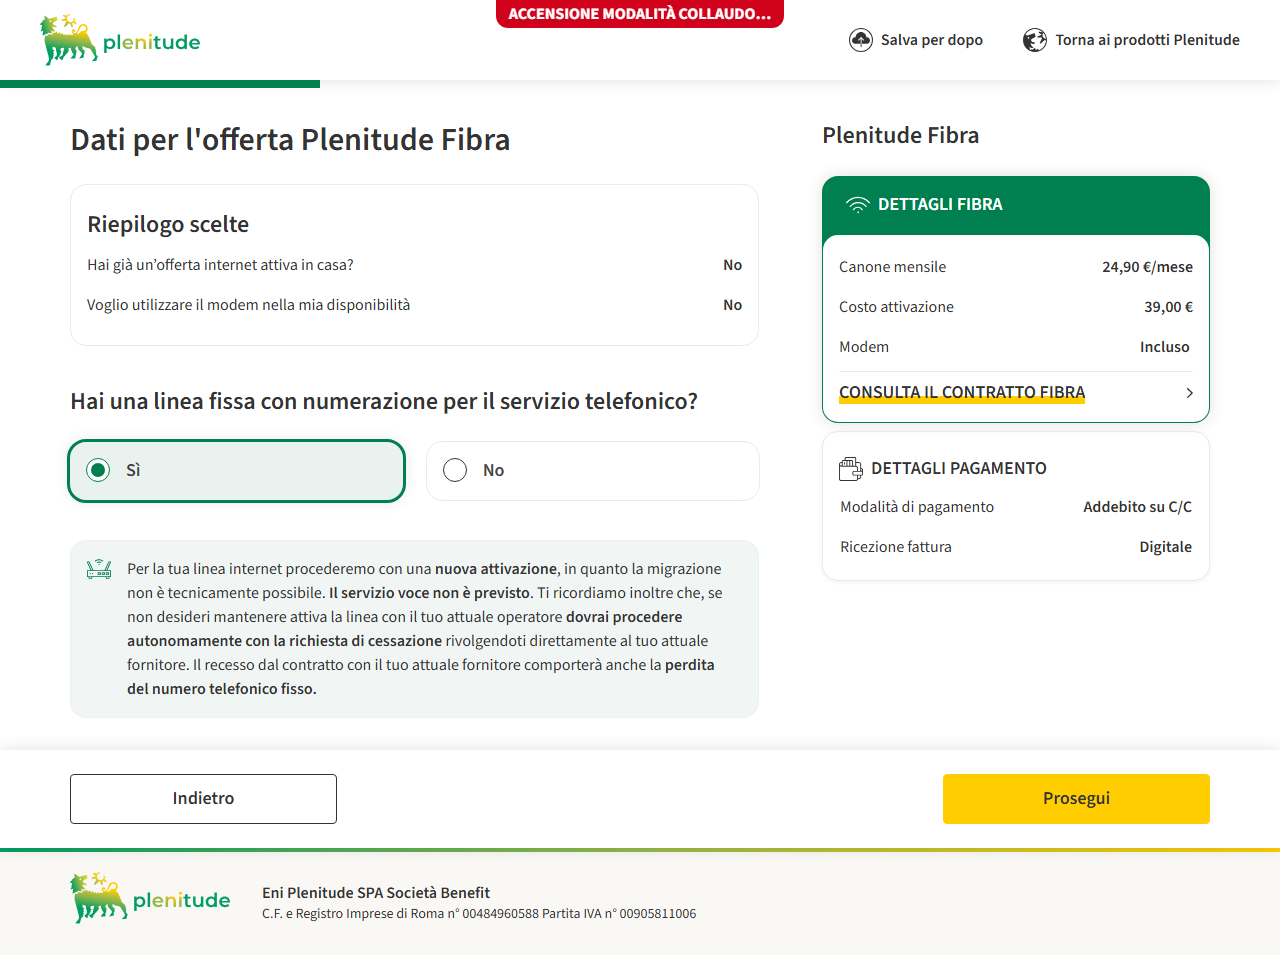 plenitude
ACCENSIONE MODALITÀ COLLAUDO...
Salva per dopo
Torna ai prodotti Plenitude
Dati per l'offerta Plenitude Fibra
Riepilogo scelte
Hai già un’offerta internet attiva in casa?
No
Voglio utilizzare il modem nella mia disponibilità
No
Hai una linea fissa con numerazione per il servizio telefonico?
Sì
No
Per la tua linea internet procederemo con una nuova attivazione, in quanto la migrazione
non è tecnicamente possibile. Il servizio voce non è previsto. Ti ricordiamo inoltre che, se
non desideri mantenere attiva la linea con il tuo attuale operatore dovrai procedere
autonomamente con la richiesta di cessazione rivolgendoti direttamente al tuo attuale
fornitore. Il recesso dal contratto con il tuo attuale fornitore comporterà anche la perdita
del numero telefonico fisso.
Plenitude Fibra
DETTAGLI FIBRA
Canone mensile
24,90 €/mese
Costo attivazione
39,00 €
Modem
Incluso
CONSULTA IL CONTRATTO FIBRA
DETTAGLI PAGAMENTO
Modalità di pagamento
Addebito su C/C
Ricezione fattura
Digitale
Indietro
Prosegui
plenitude
Eni Plenitude SPA Società Benefit
C.F. e Registro Imprese di Roma n° 00484960588 Partita IVA n° 00905811006